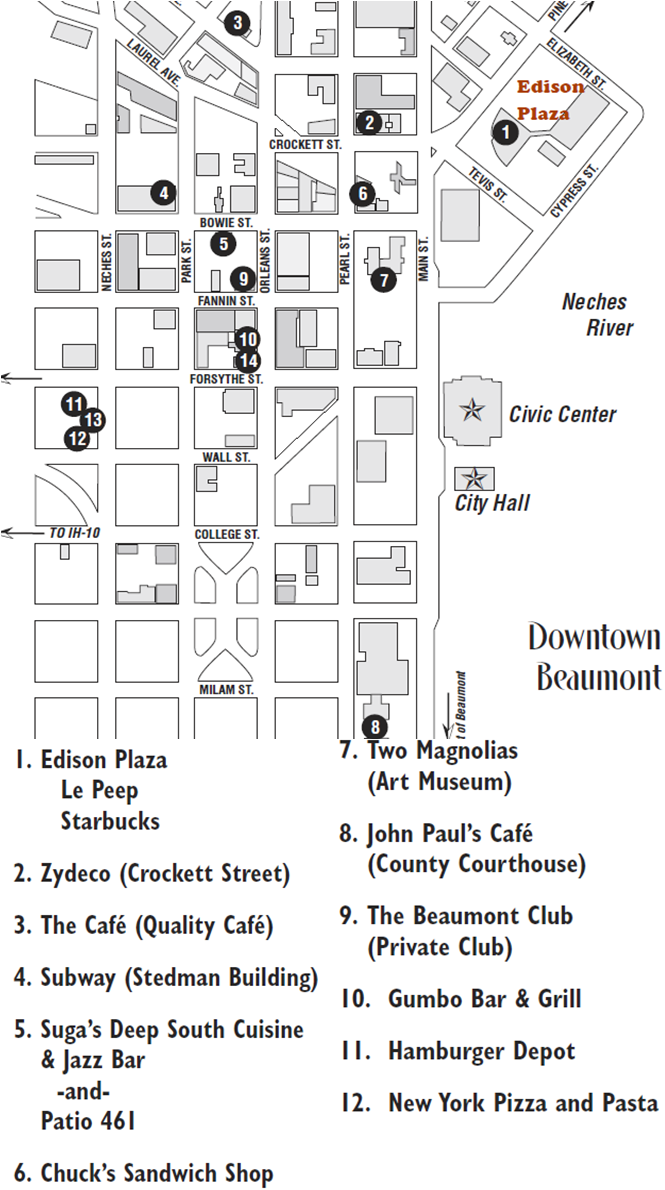 3
LAUREL AVE.
PINE
ELIZABETH ST.
Edison
Plaza
1
2
CROCKETT ST.
TEVIS ST.
CYPRESS ST.
4
6
BOWIE ST.
5
NECHES ST.
PARK ST.
ORLEANS ST.
PEARL ST.
MAIN ST.
9
7
FANNIN ST.
Neches
River
10
14
FORSYTHE ST.
11
13
12
Civic Center
WALL ST.
City Hall
TO IH-10
COLLEGE ST.
Downtown
Beaumont
MILAM ST.
t of Beaumont
8
1. Edison Plaza
Le Peep
Starbucks
2. Zydeco (Crockett Street)
3. The Café (Quality Café)
4. Subway (Stedman Building)
5. Suga's Deep South Cuisine
& Jazz Bar
-and-
Patio 461
6. Chuck's Sandwich Shop
7. Two Magnolias
(Art Museum)
8. John Paul's Café
(County Courthouse)
9. The Beaumont Club
(Private Club)
10. Gumbo Bar & Grill
11. Hamburger Depot
12. New York Pizza and Pasta